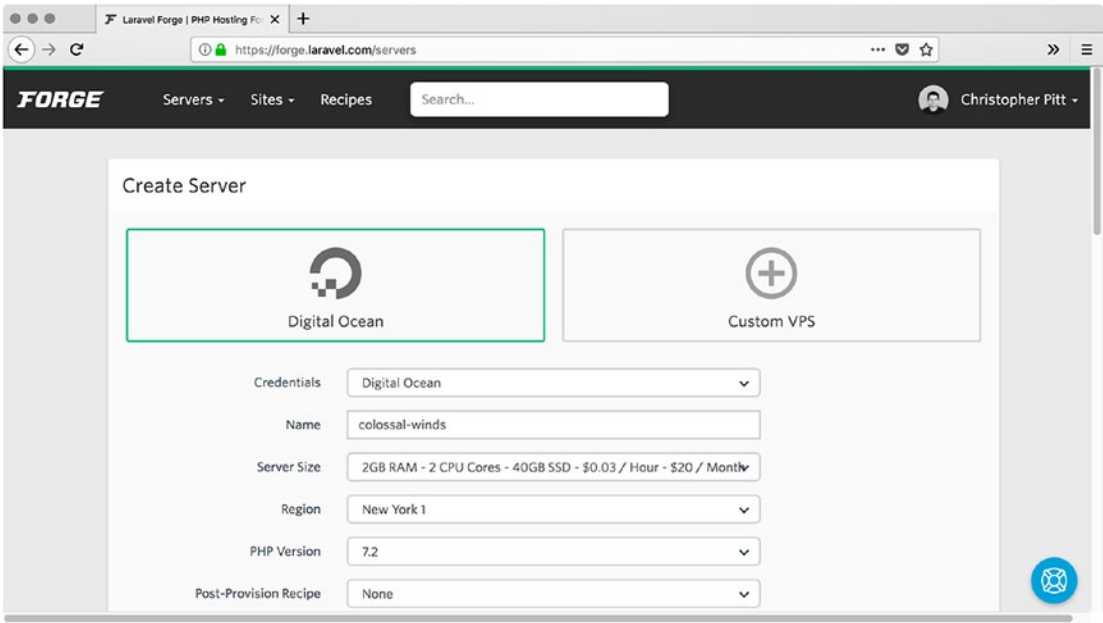 Laravel Forge | PHP Hosting Fo
https://forge.laravel.com/servers
FORGE Servers Sites Recipes Search... Christopher Pitt
Create Server
Digital Ocean Custom VPS
Credentials Digital Ocean
Name colossal-winds
Server Size 2GB RAM - 2 CPU Cores - 40GB SSD - $0.03 / Hour - $20 / Month
Region New York 1
PHP Version 7.2
Post-Provision Recipe None